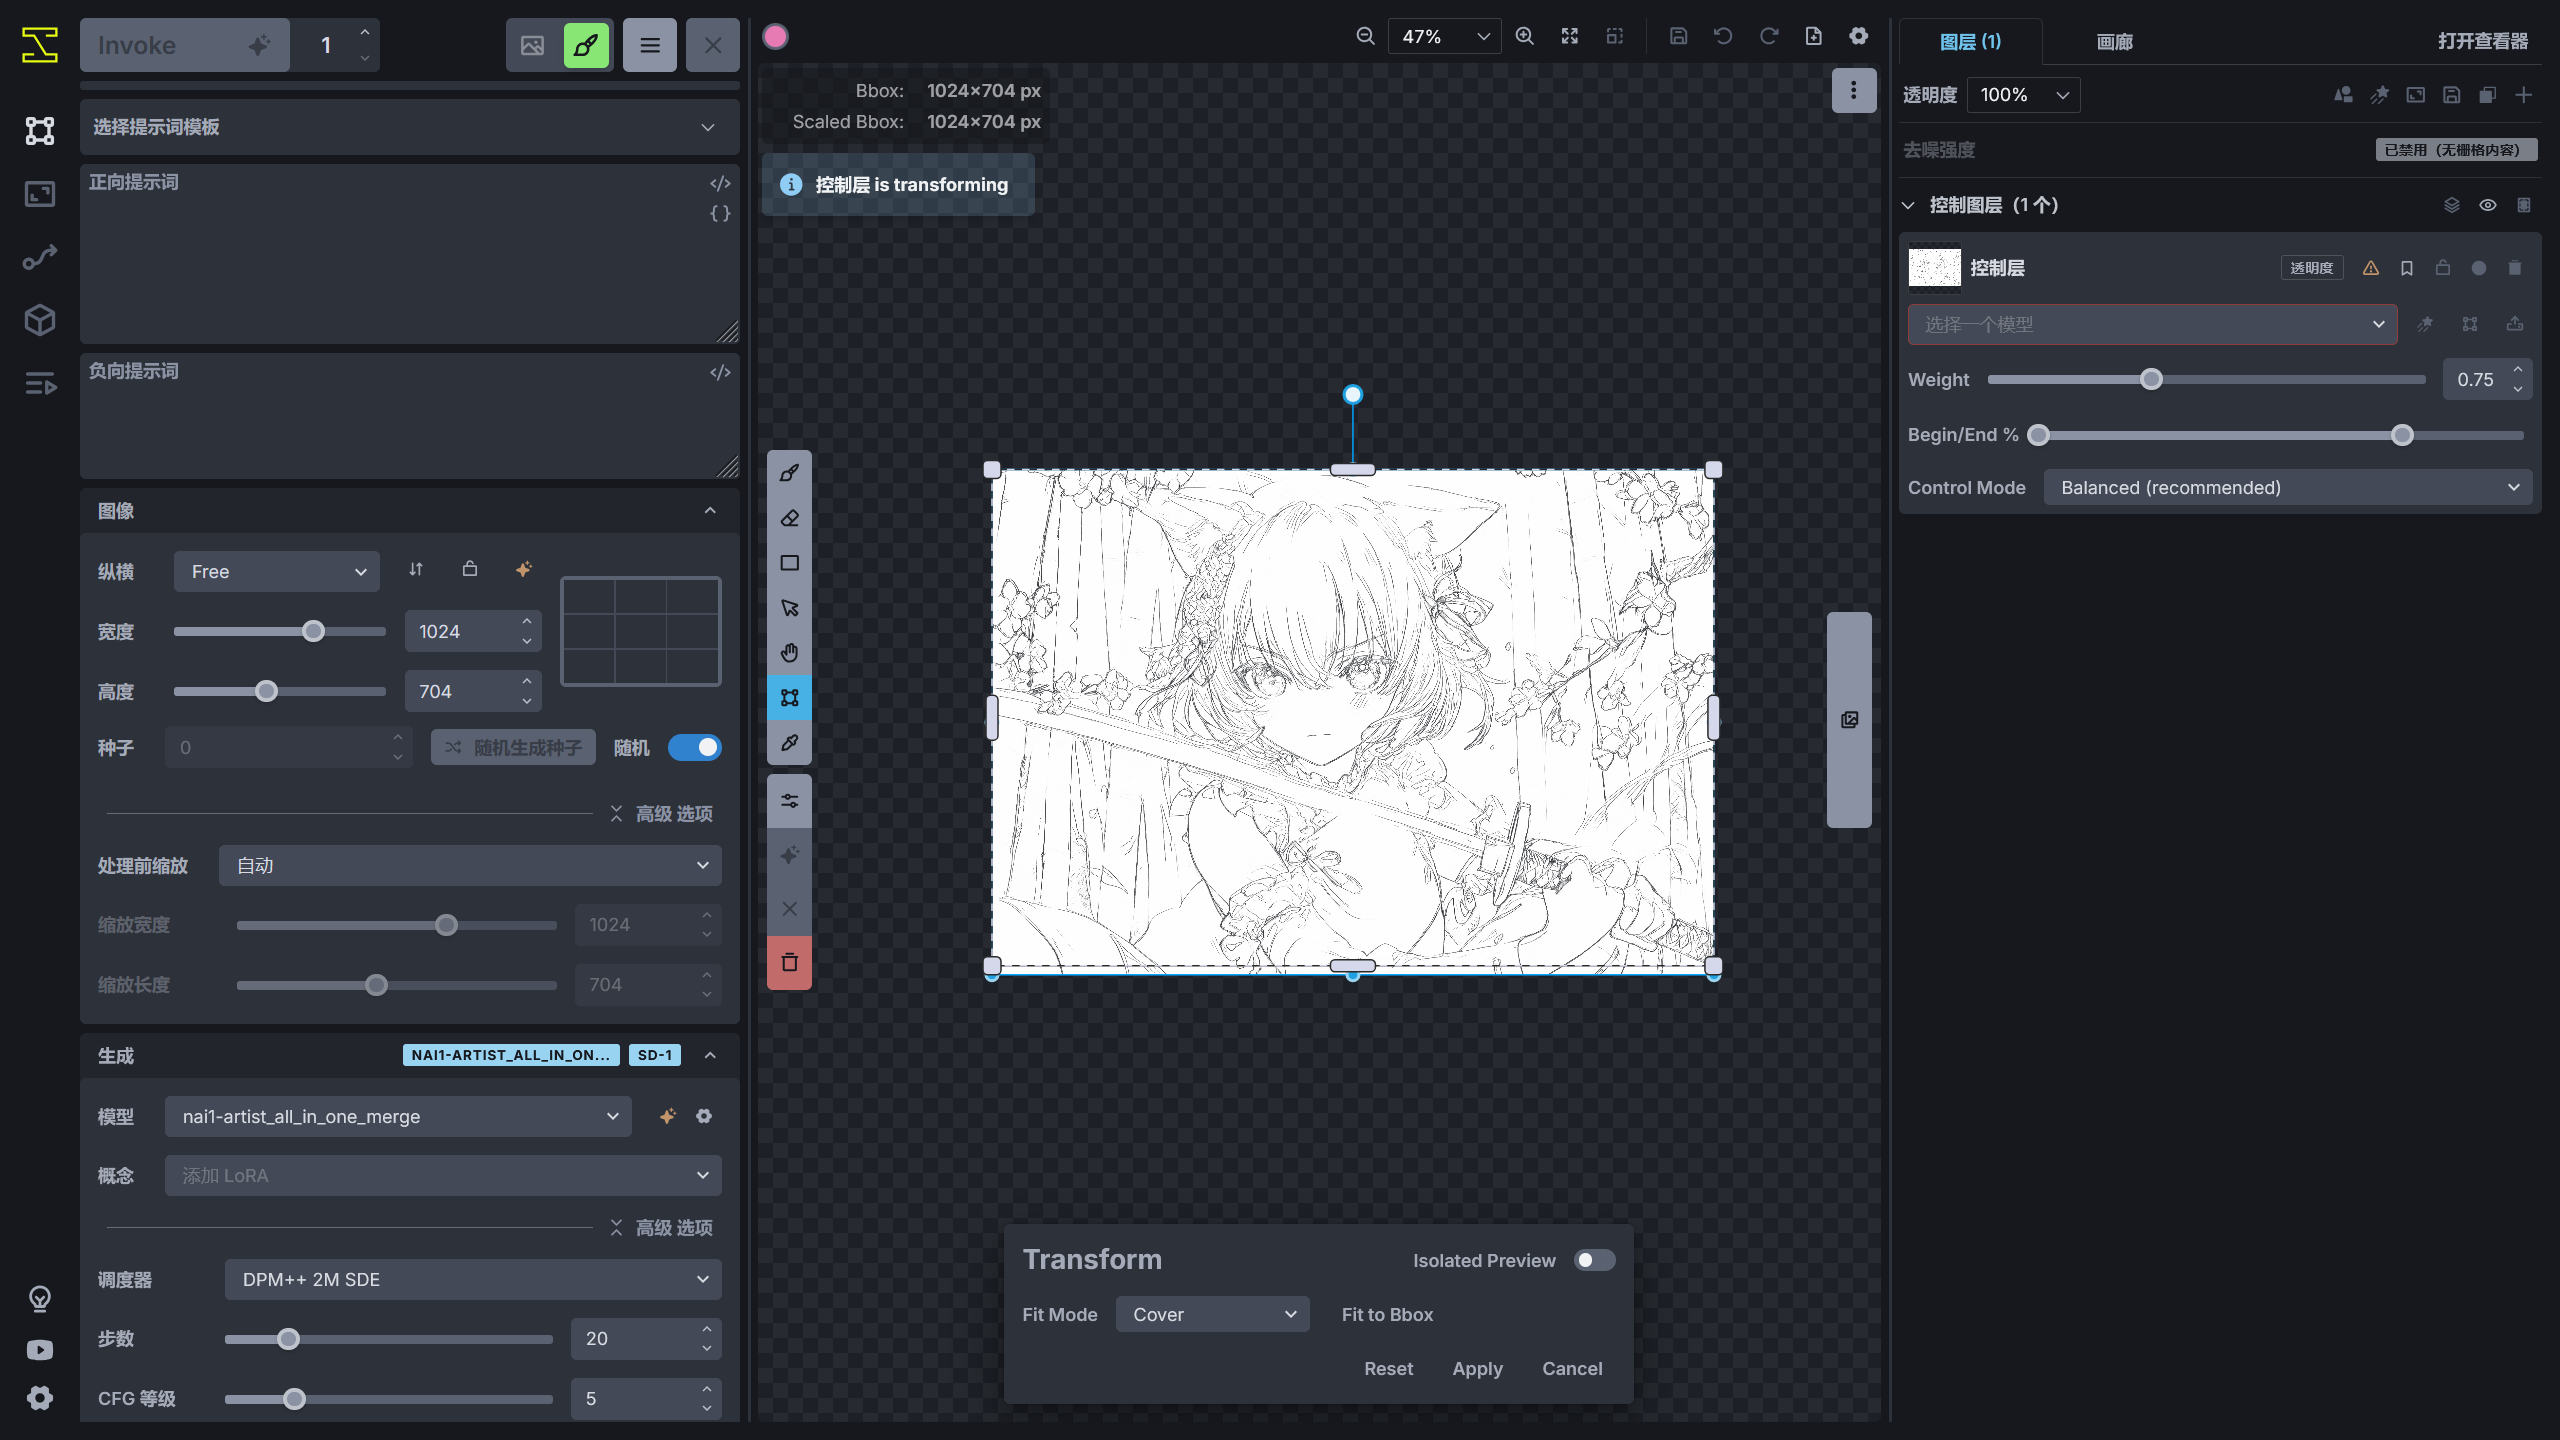 Invoke
1
选择提示词模板
正向提示词
负向提示词
图像
纵横
Free
宽度
1024
高度
704
种子
0
随机生成种子
随机
高级 选项
处理前缩放
自动
缩放宽度
1024
缩放长度
704
生成
NAI1-ARTIST_ALL_IN_ON...
SD-1
模型
nai1-artist_all_in_one_merge
概念
添加 LoRA
高级 选项
调度器
DPM++ 2M SDE
步数
20
CFG 等级
5
47%
Bbox: 1024×704 px
Scaled Bbox: 1024×704 px
控制层 is transforming
Transform
Isolated Preview
Fit Mode
Cover
Fit to Bbox
Reset
Apply
Cancel
图层 (1)
画廊
打开查看器
透明度
100%
去噪强度
已禁用（无栅格内容）
控制图层（1 个）
控制层
透明度
选择一个模型
Weight
0.75
Begin/End %
Control Mode
Balanced (recommended)